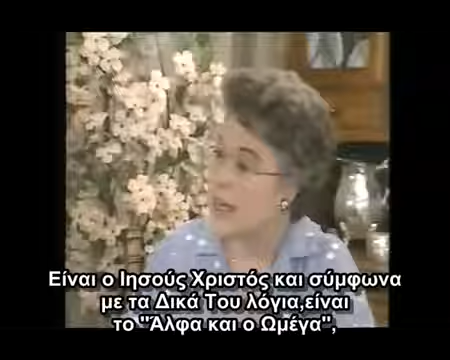 Είναι ο Ιησούς Χριστός και σύμφωνα
με τα Δικά Του λόγια,είναι
το "Άλφα και ο Ωμέγα",